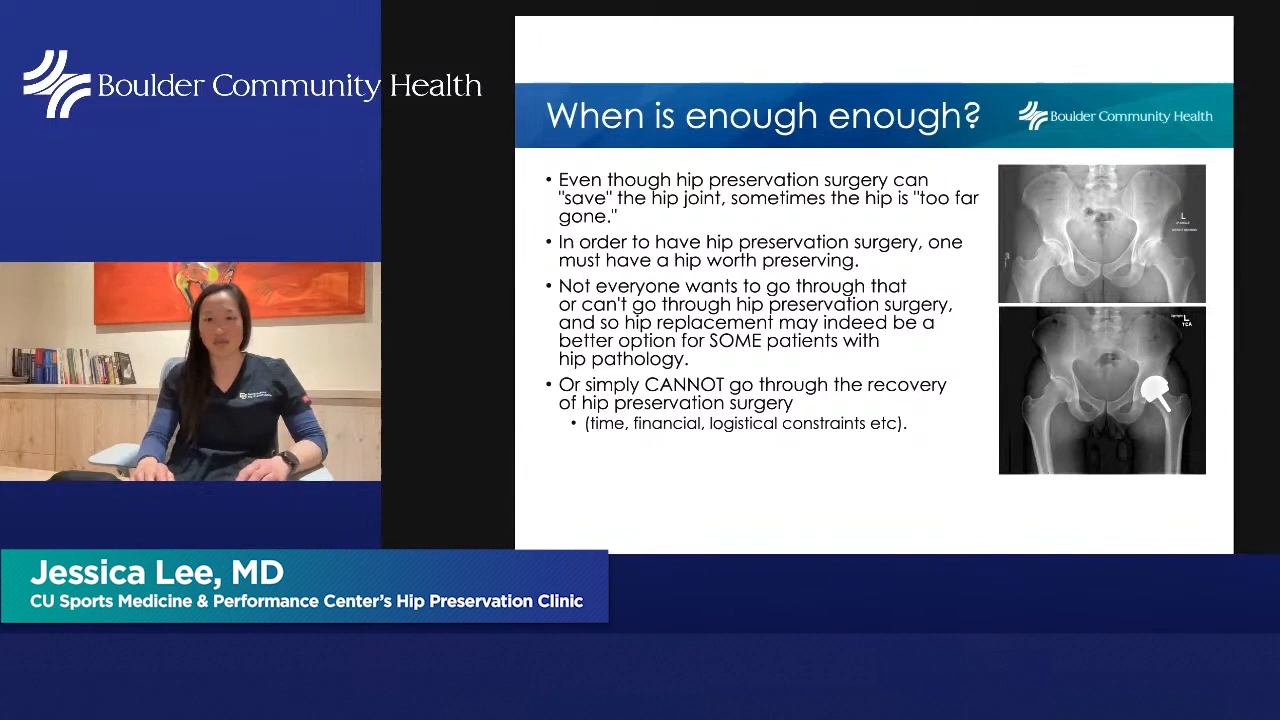 Boulder Community Health
When is enough enough?
Boulder Community Health
• Even though hip preservation surgery can
"save" the hip joint, sometimes the hip is "too far
gone."
• In order to have hip preservation surgery, one
must have a hip worth preserving.
• Not everyone wants to go through that
or can't go through hip preservation surgery,
and so hip replacement may indeed be a
better option for SOME patients with
hip pathology.
• Or simply CANNOT go through the recovery
of hip preservation surgery
• (time, financial, logistical constraints etc).
L
L
TCA
Jessica Lee, MD
CU Sports Medicine & Performance Center's Hip Preservation Clinic